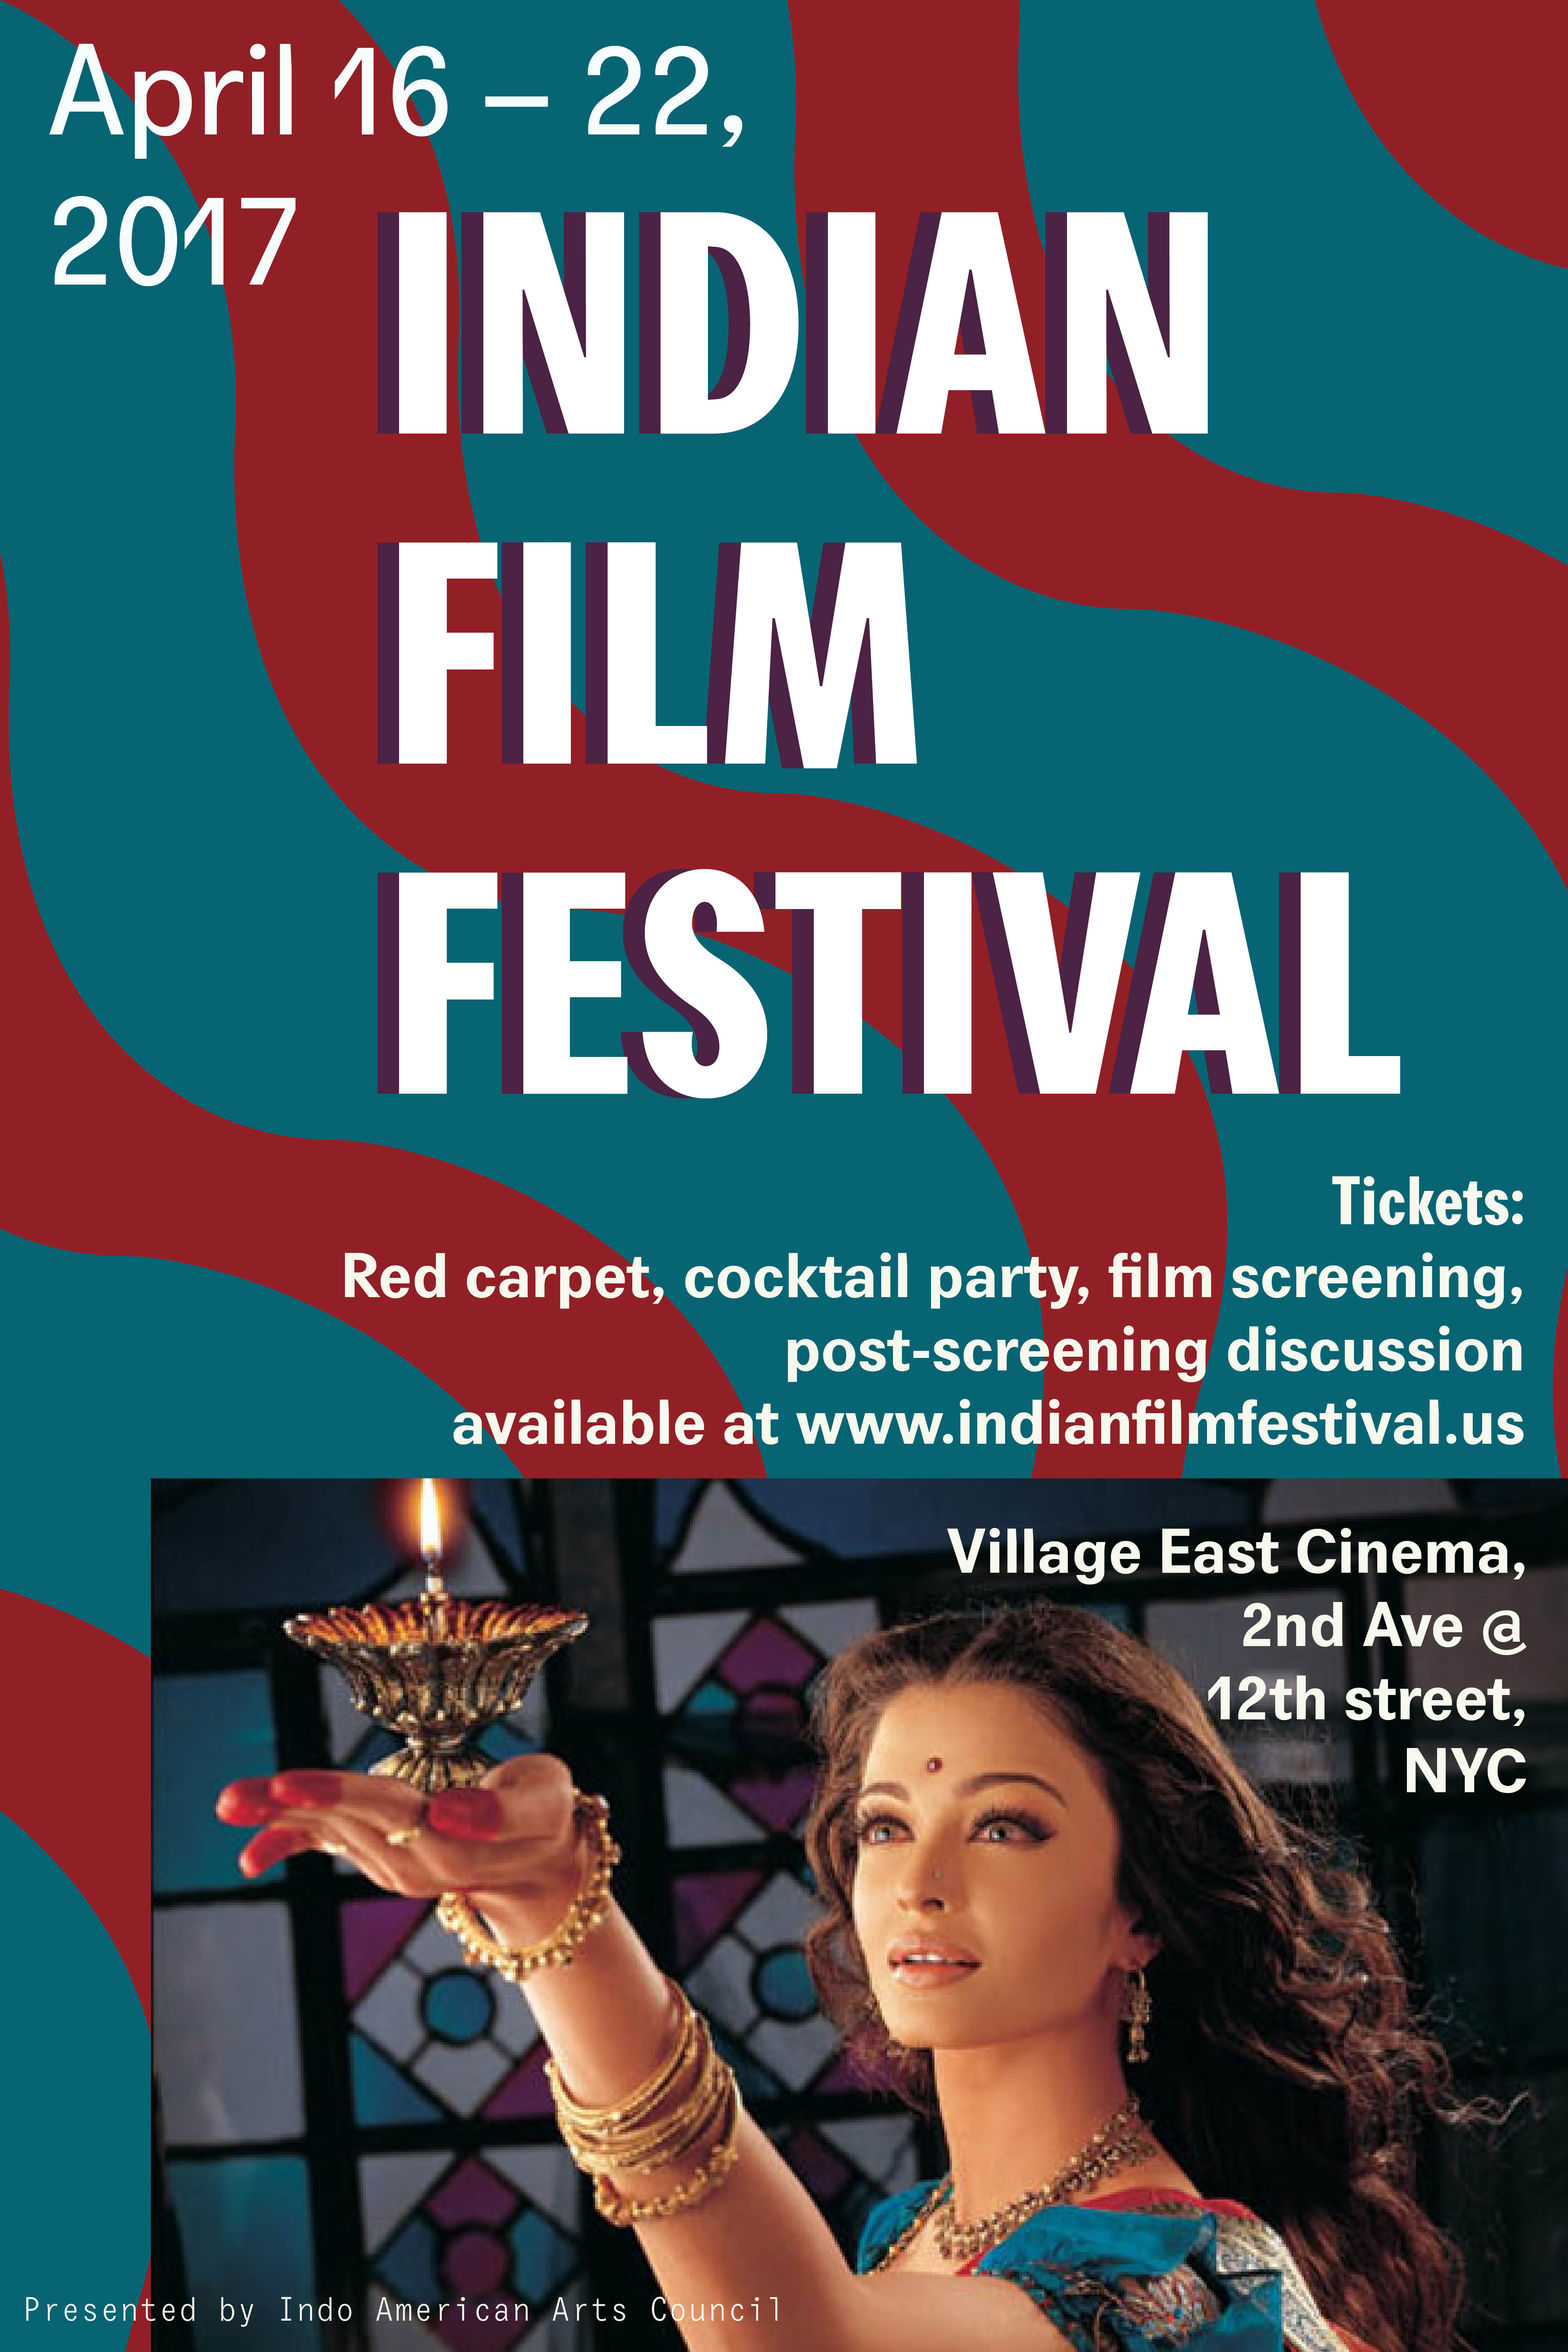 April 16 – 22,
2017
INDIAN
FILM
FESTIVAL
Tickets:
Red carpet, cocktail party, film screening,
post-screening discussion
available at www.indianfilmfestival.us
Village East Cinema,
2nd Ave @
12th street,
NYC
Presented by Indo American Arts Council